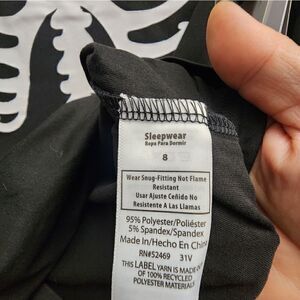 Sleepwear
Ropa Para Dormir
8
Wear Snug-Fitting Not Flame
Resistant
Usar Ajuste Ceñido No
Resistente A Las Llamas
95% Polyester/Poliéster
5% Spandex/Spandex
Made In/Hecho En China
RN#52469 31V
THIS LABEL YARN IS MADE
OF 100% RECYCLED
POLYESTER MATERIAL